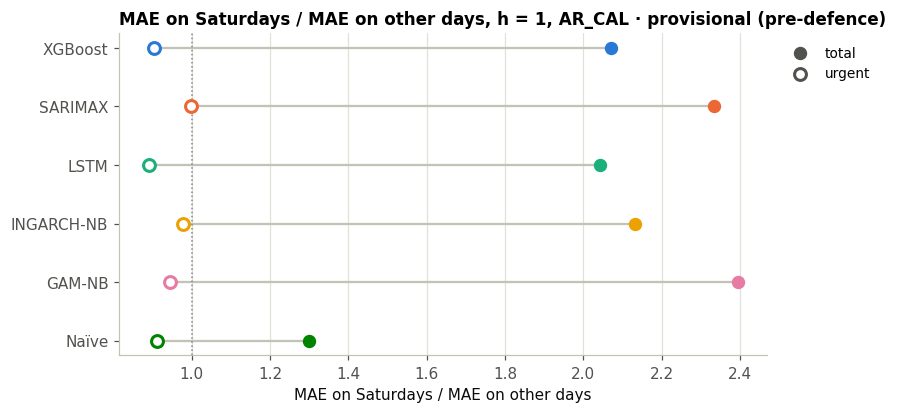 MAE on Saturdays / MAE on other days, h = 1, AR_CAL · provisional (pre-defence)
XGBoost
SARIMAX
LSTM
INGARCH-NB
GAM-NB
Naïve
total
urgent
1.0 1.2 1.4 1.6 1.8 2.0 2.2 2.4
MAE on Saturdays / MAE on other days